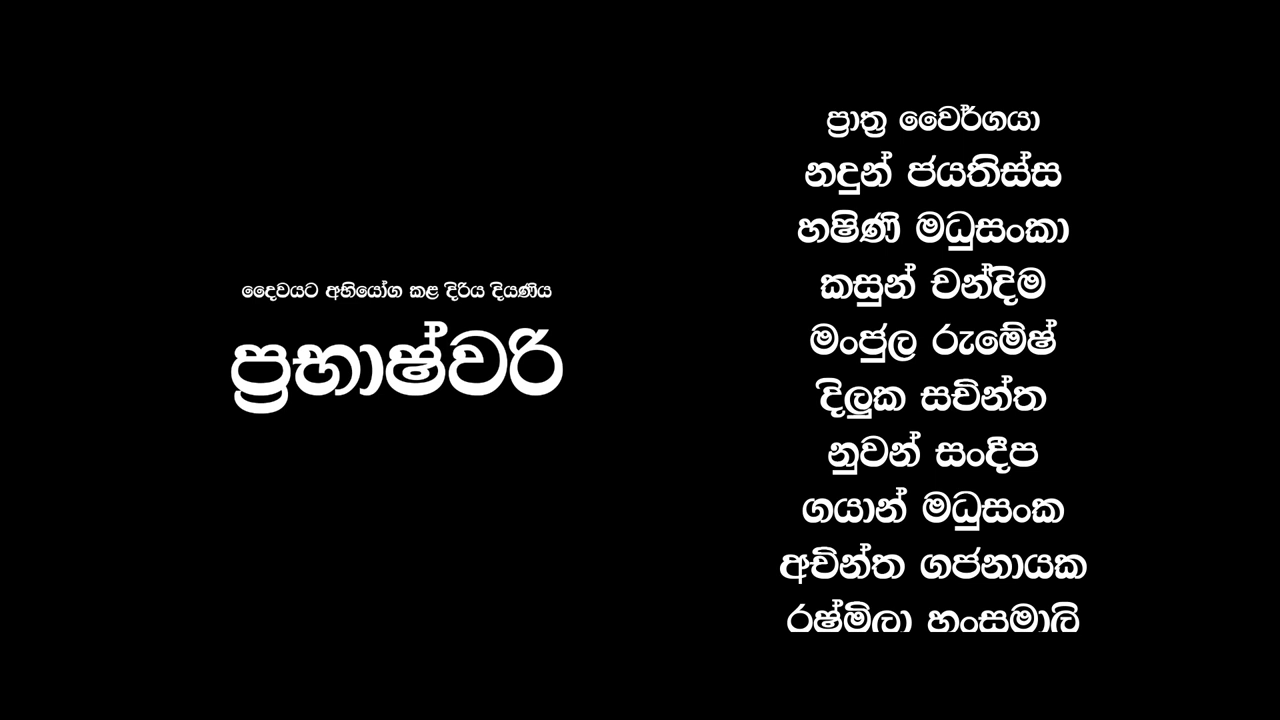 දෛවයට අභියෝග කළ දිරිය දියණිය
ප්‍රභාෂ්වරි
ප්‍රාත්‍ර වෛර්ගයා
නදුන් ජයතිස්ස
හෂිණි මධුසංකා
කසුන් චන්දිම
මංජුල රුමේෂ්
දිලුක සචින්ත
නුවන් සංදීප
ගයාන් මධුසංක
අචින්ත ගජනායක
රෂ්මිලා හංසමාලි